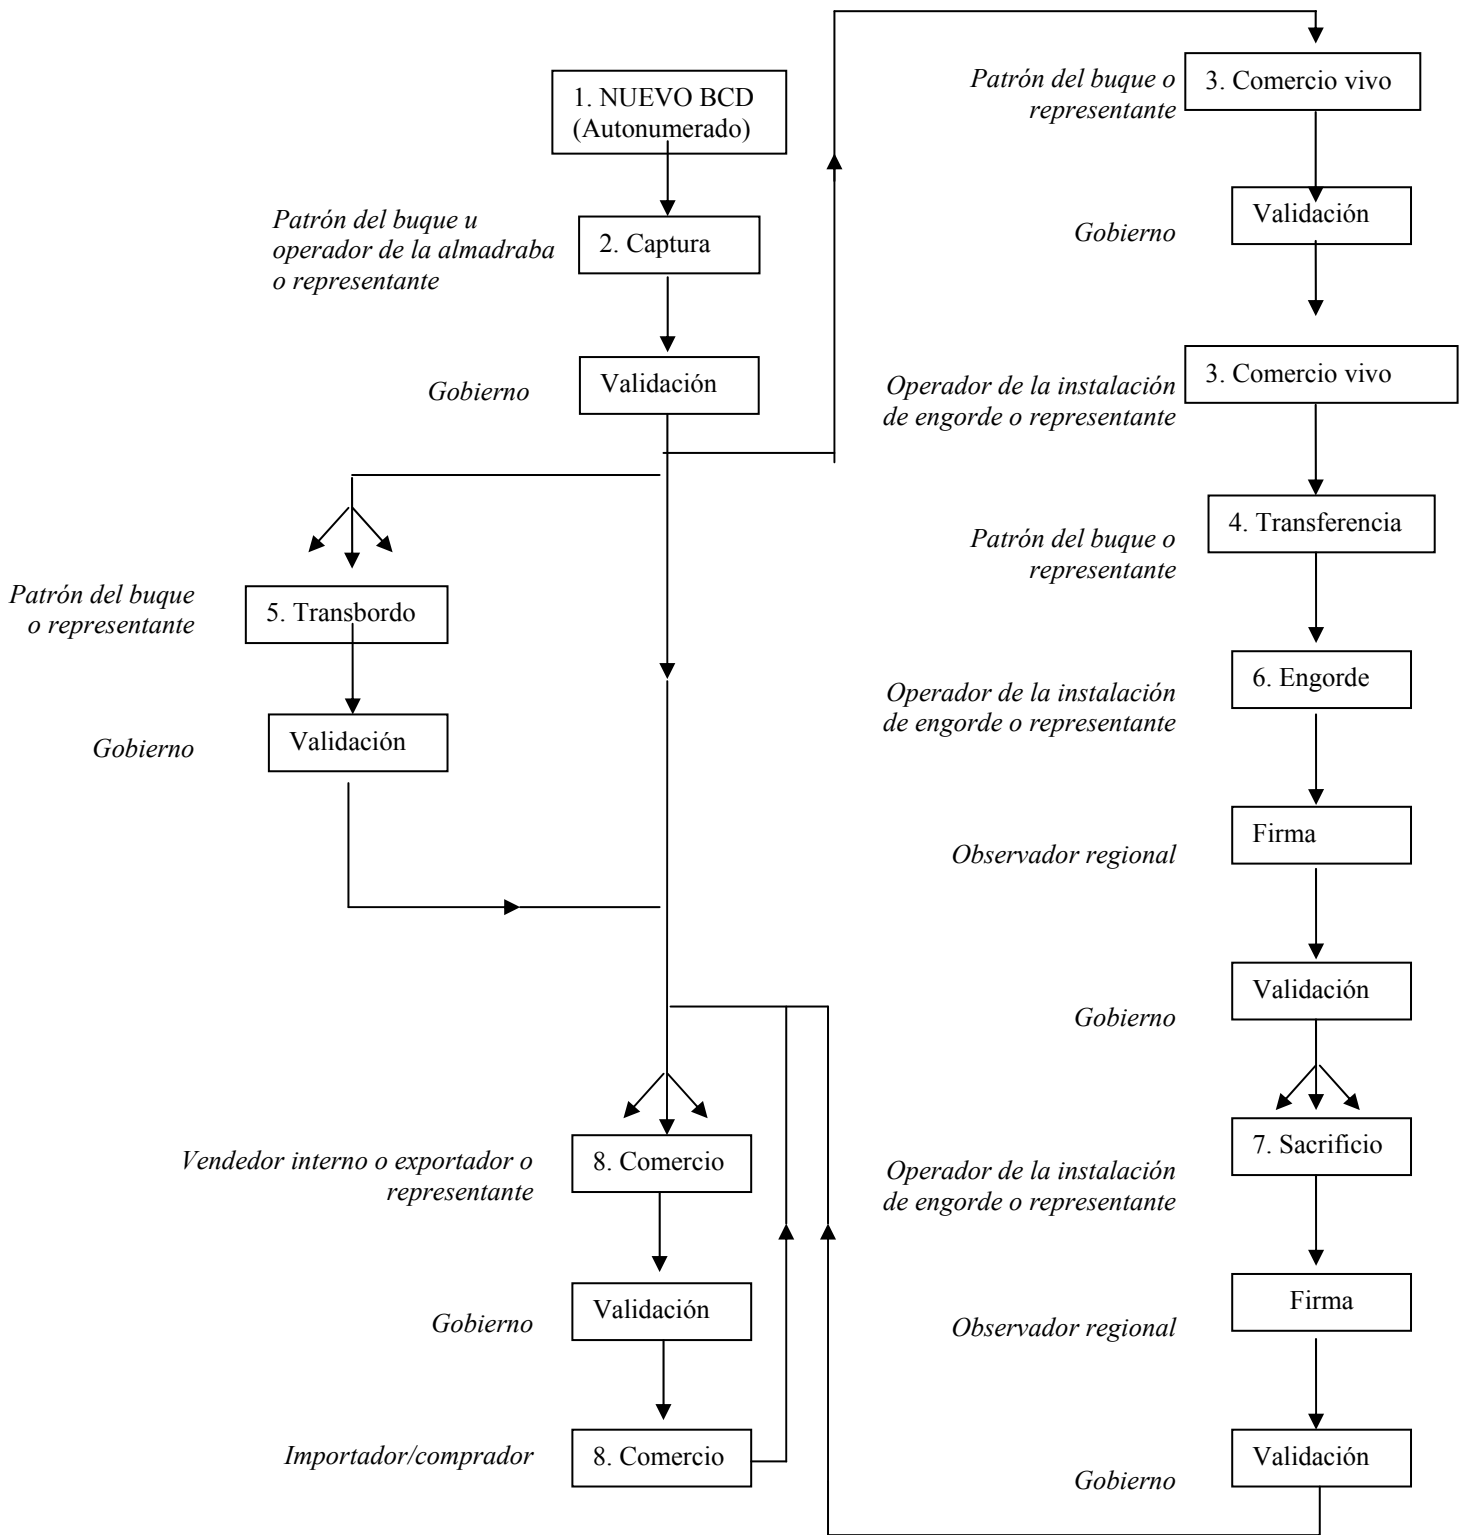 1. NUEVO BCD
(Autonumerado)
Patrón del buque u
operador de la almadraba
o representante
2. Captura
Gobierno
Validación
Patrón del buque
o representante
5. Transbordo
Gobierno
Validación
Vendedor interno o exportador o
representante
8. Comercio
Gobierno
Validación
Importador/comprador
8. Comercio
Patrón del buque o
representante
3. Comercio vivo
Gobierno
Validación
Operador de la instalación
de engorde o representante
3. Comercio vivo
Patrón del buque o
representante
4. Transferencia
Operador de la instalación
de engorde o representante
6. Engorde
Observador regional
Firma
Gobierno
Validación
Operador de la instalación
de engorde o representante
7. Sacrificio
Observador regional
Firma
Gobierno
Validación